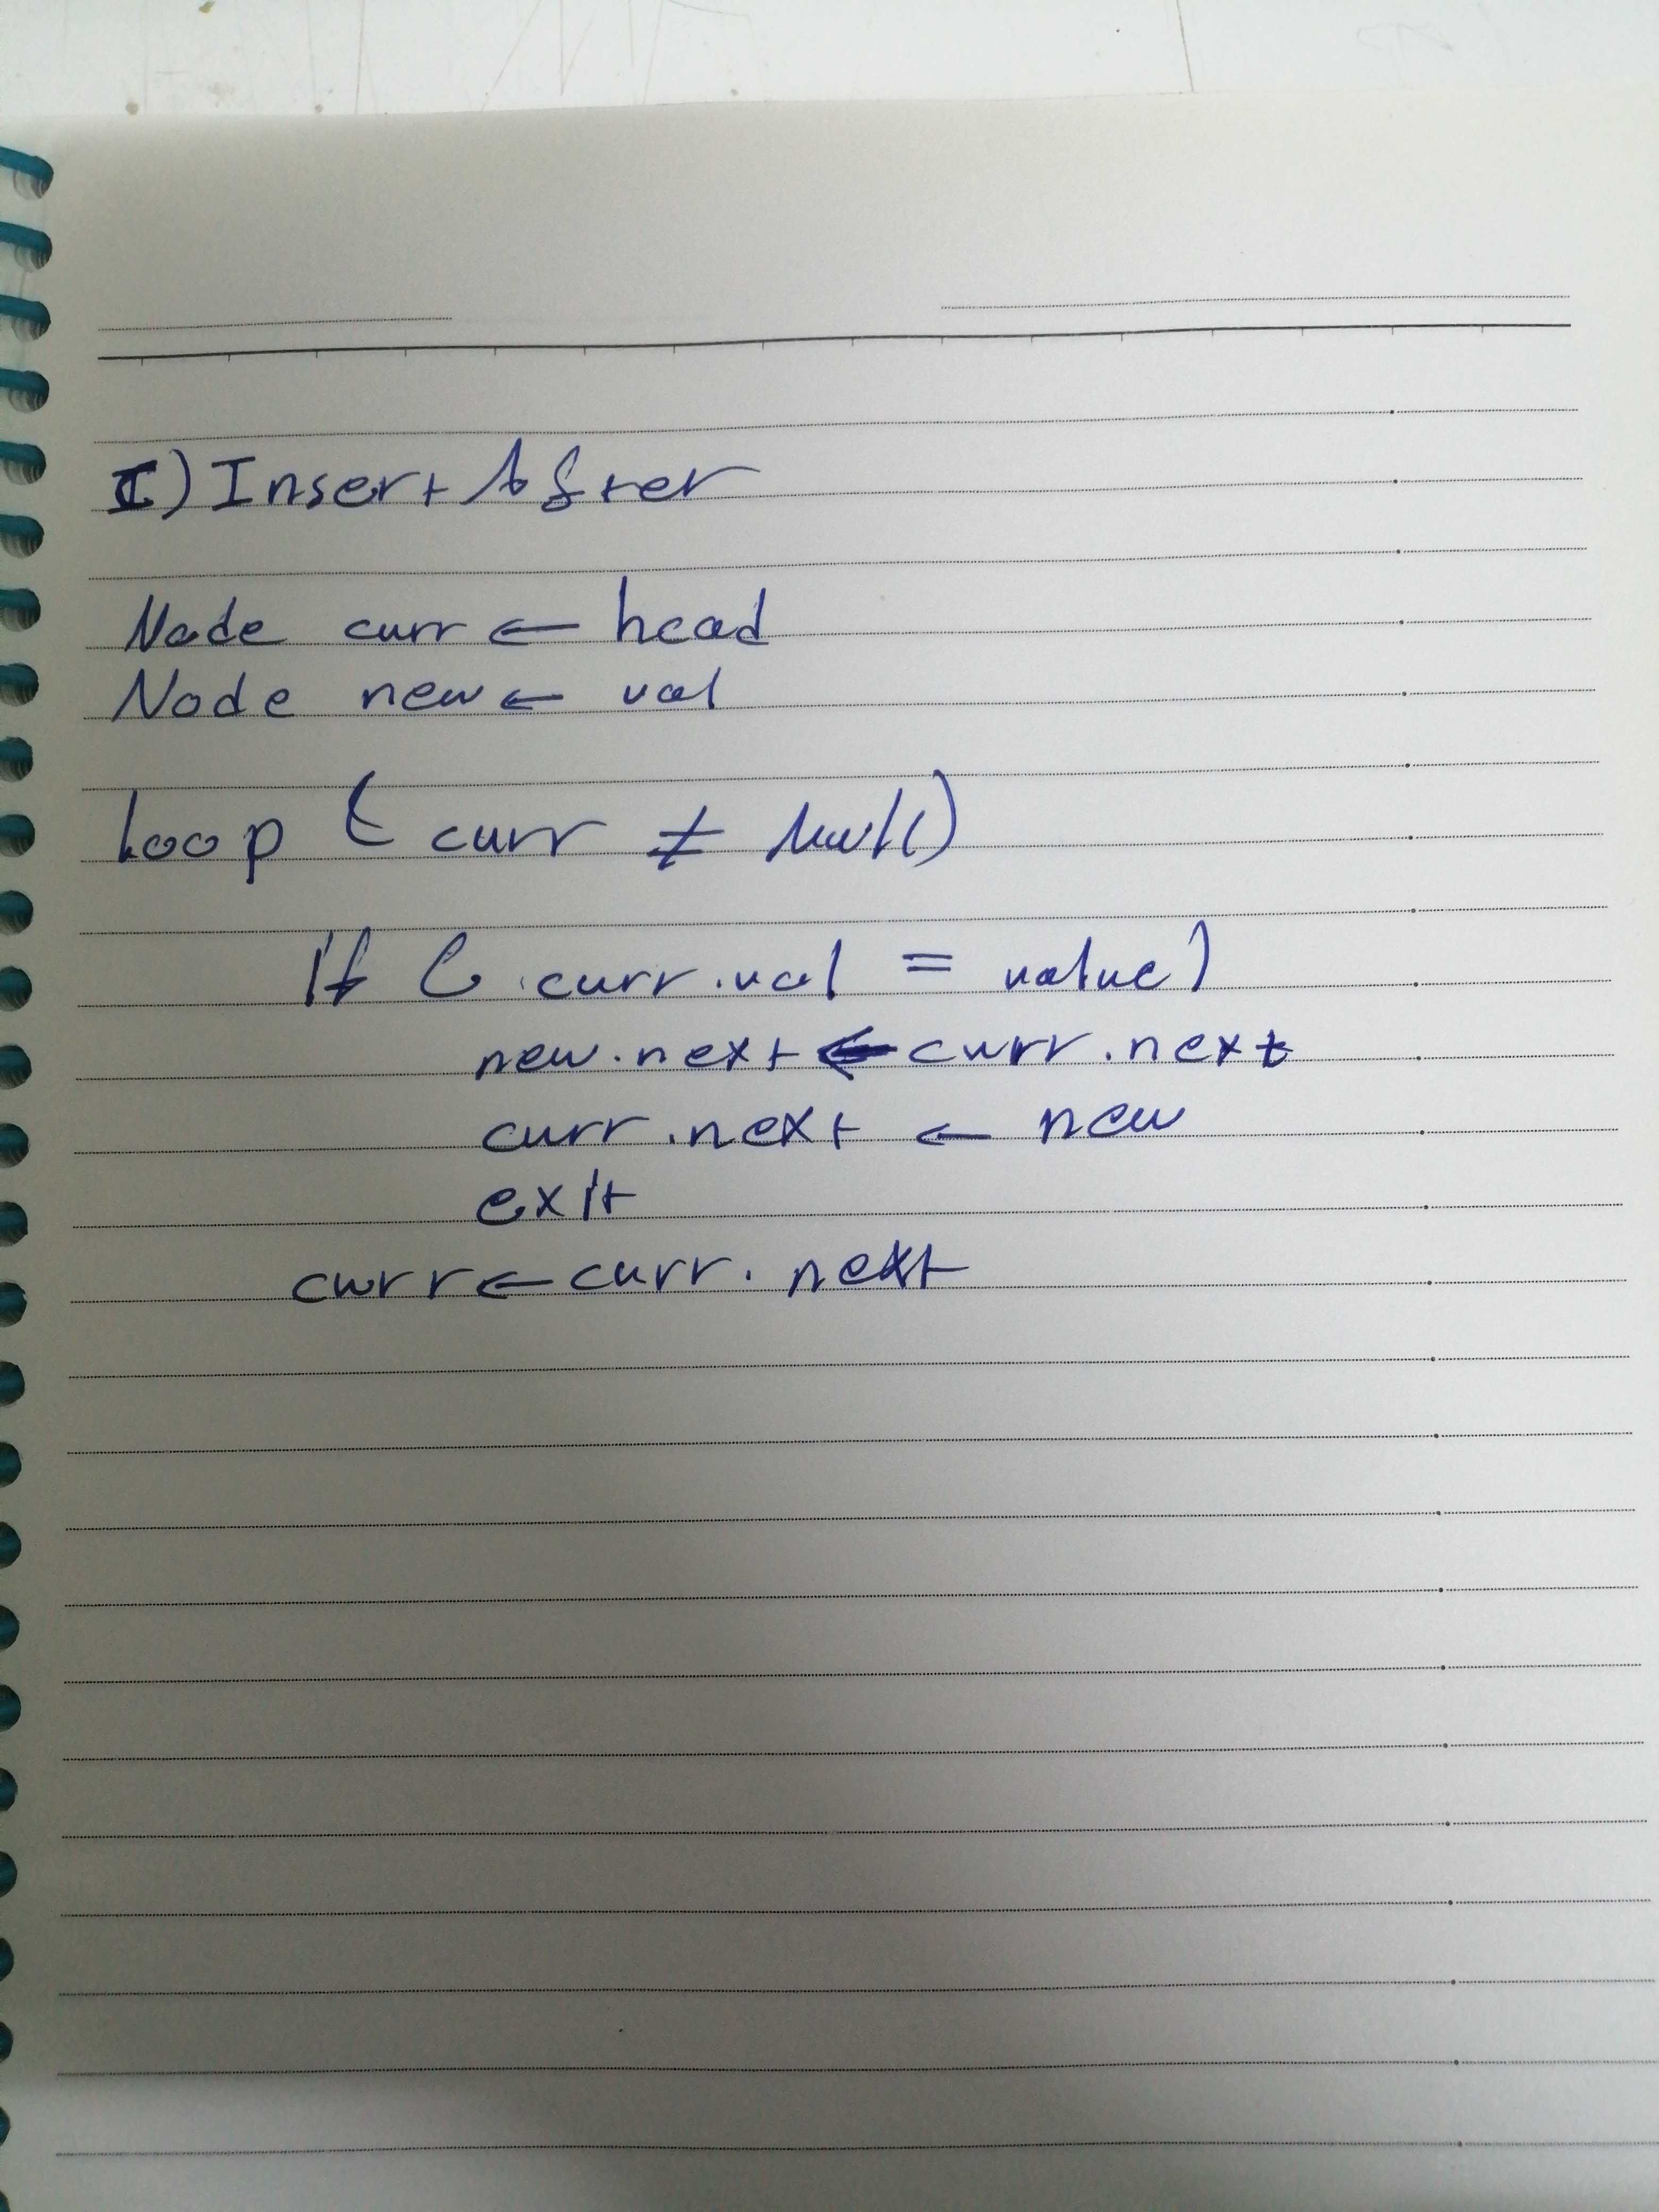 I) Insert After
Node curr ← head
Node new ← val
Loop ( curr ≠ Null)
If ( curr.val = value)
new.next ← curr.next
curr.next ← new
exit
curr ← curr.next